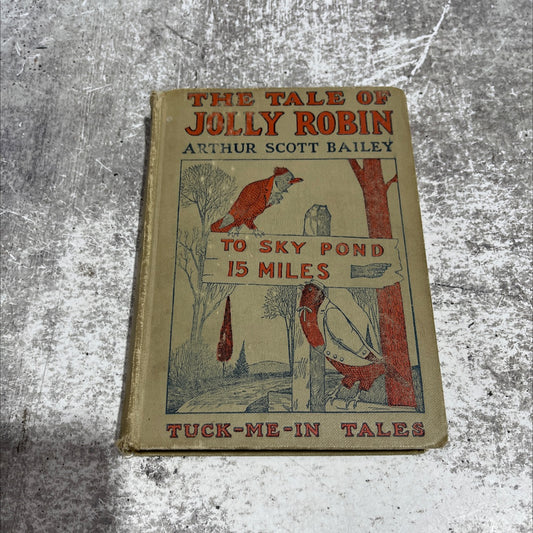 THE TALE OF
JOLLY ROBIN
ARTHUR SCOTT BAILEY
TO SKY POND
15 MILES
TUCK-ME-IN TALES